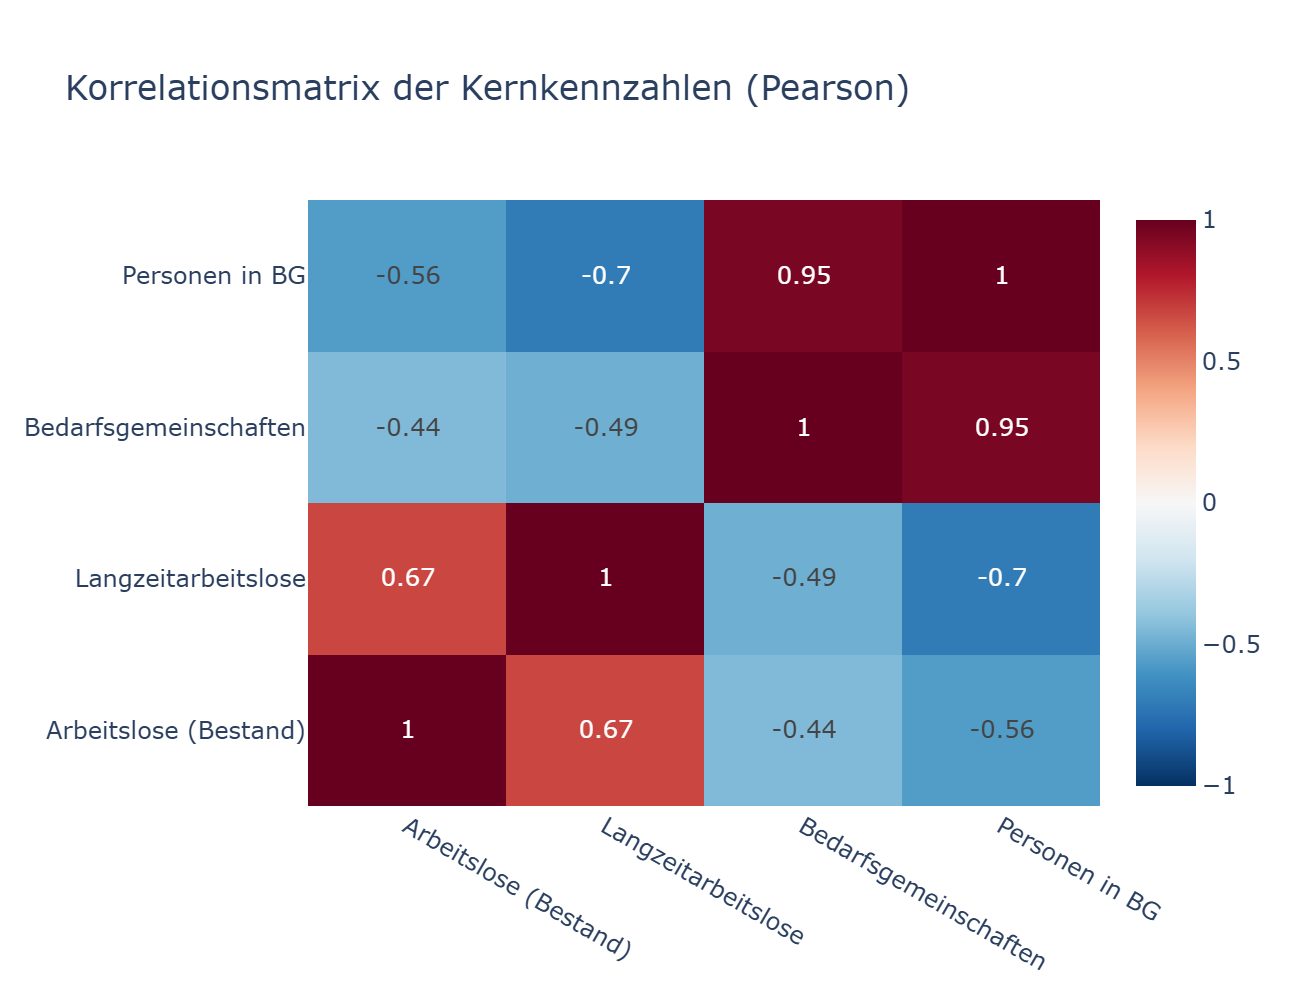 Korrelationsmatrix der Kernkennzahlen (Pearson)
Personen in BG
-0.56
-0.7
0.95
1
Bedarfsgemeinschaften
-0.44
-0.49
1
0.95
Langzeitarbeitslose
0.67
1
-0.49
-0.7
Arbeitslose (Bestand)
1
0.67
-0.44
-0.56
Arbeitslose (Bestand)
Langzeitarbeitslose
Bedarfsgemeinschaften
Personen in BG
1
0.5
0
−0.5
−1